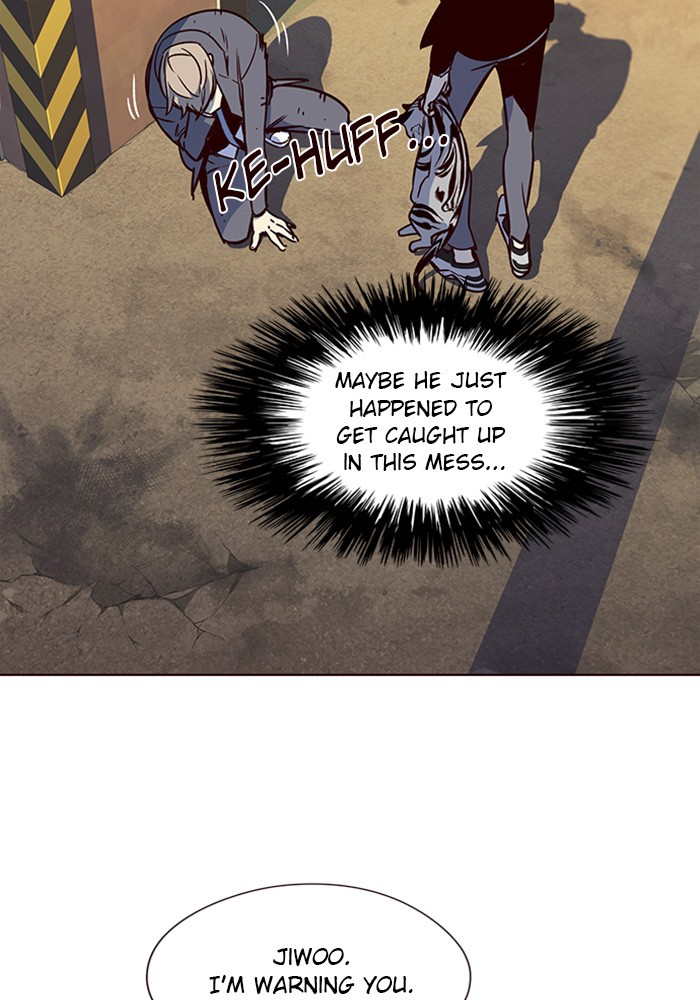 KE-HUFF...
MAYBE HE JUST
HAPPENED TO
GET CAUGHT UP
IN THIS MESS...
JIWOO.
I'M WARNING YOU.